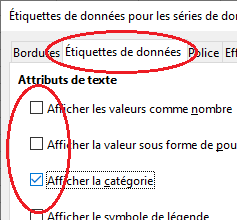 Étiquettes de données pour les séries de don
Bordures Étiquettes de données Police Eff
Attributs de texte
Afficher les valeurs comme nombre
Afficher la valeur sous forme de pou
Afficher la catégorie
Afficher le symbole de légende